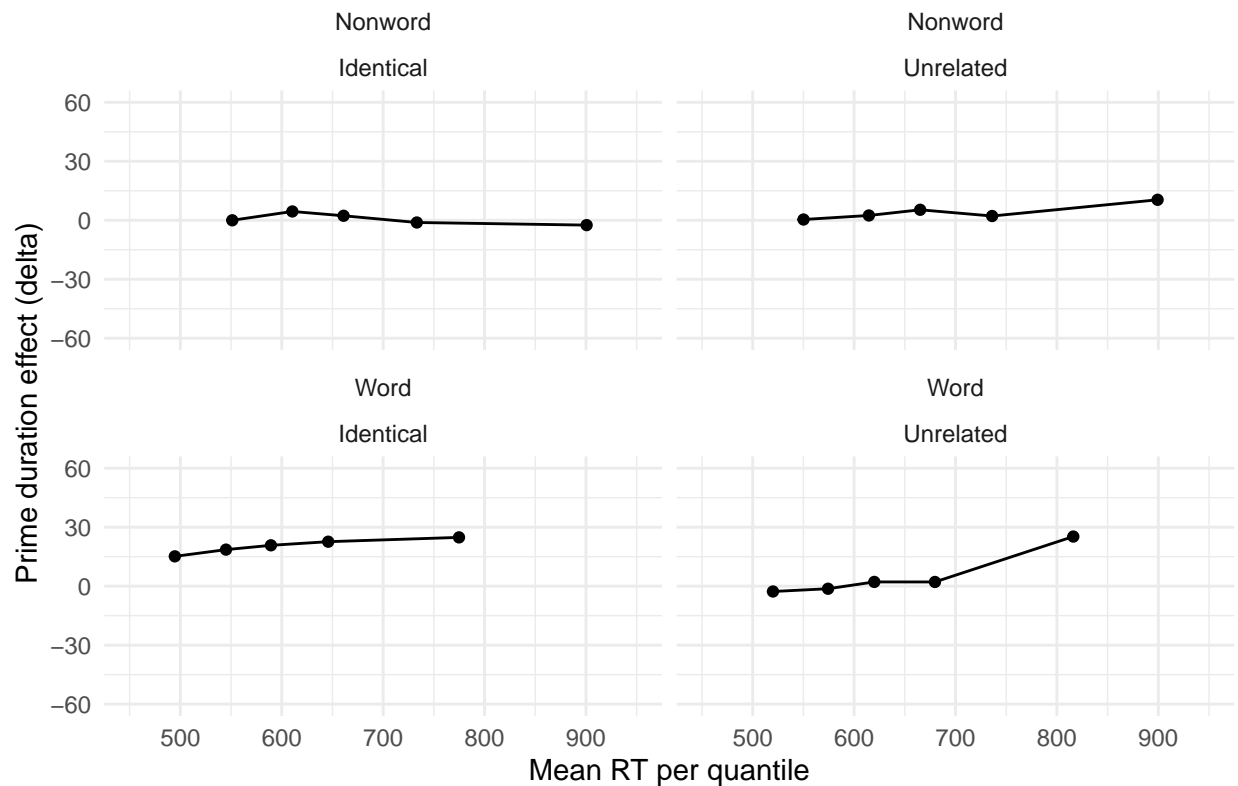 Nonword
Nonword
Identical
Unrelated
60
30
0
−30
−60
Word
Word
Identical
Unrelated
60
30
0
−30
−60
500 600 700 800 900
500 600 700 800 900
Mean RT per quantile
Prime duration effect (delta)